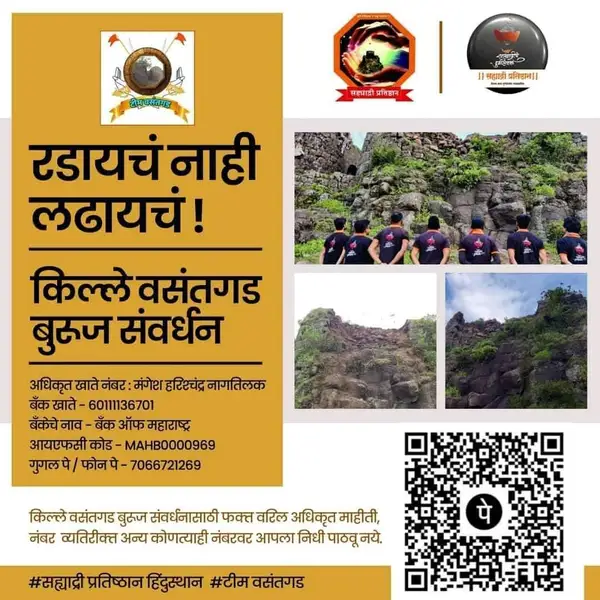 टीम वसंतगड
सह्याद्री प्रतिष्ठान
|| सह्याद्री प्रतिष्ठान ||
रडायचं नाही
लढायचं !
किल्ले वसंतगड
बुरूज संवर्धन
अधिकृत खाते नंबर : मंगेश हरिश्चंद्र नागतिलक
बँक खाते - 60111136701
बँकेचे नाव - बँक ऑफ महाराष्ट्र
आयएफसी कोड - MAHB0000969
गुगल पे / फोन पे - 7066721269
पे
किल्ले वसंतगड बुरूज संवर्धनासाठी फक्त वरिल अधिकृत माहीती,
नंबर व्यतिरीक्त अन्य कोणत्याही नंबरवर आपला निधी पाठवू नये.
#सह्याद्री प्रतिष्ठान हिंदुस्थान #टीम वसंतगड